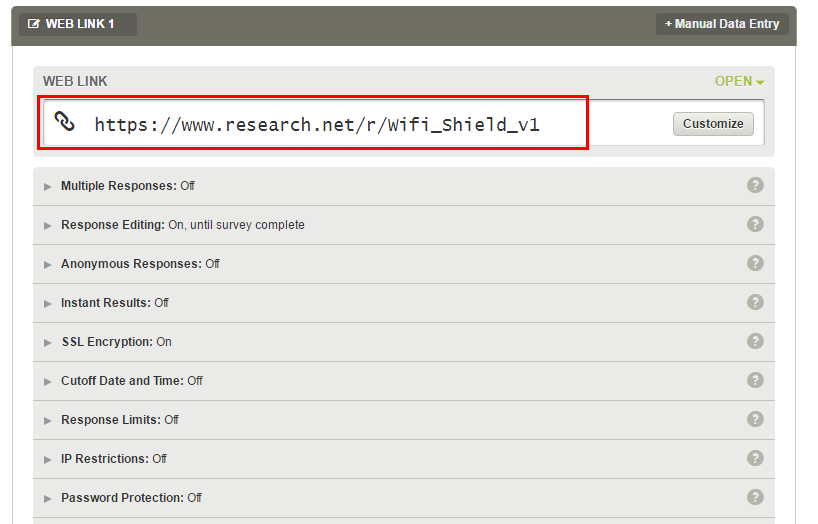 WEB LINK 1
+ Manual Data Entry
WEB LINK
OPEN
https://www.research.net/r/Wifi_Shield_v1
Customize
Multiple Responses: Off
?
Response Editing: On, until survey complete
?
Anonymous Responses: Off
?
Instant Results: Off
?
SSL Encryption: On
?
Cutoff Date and Time: Off
?
Response Limits: Off
?
IP Restrictions: Off
?
Password Protection: Off
?